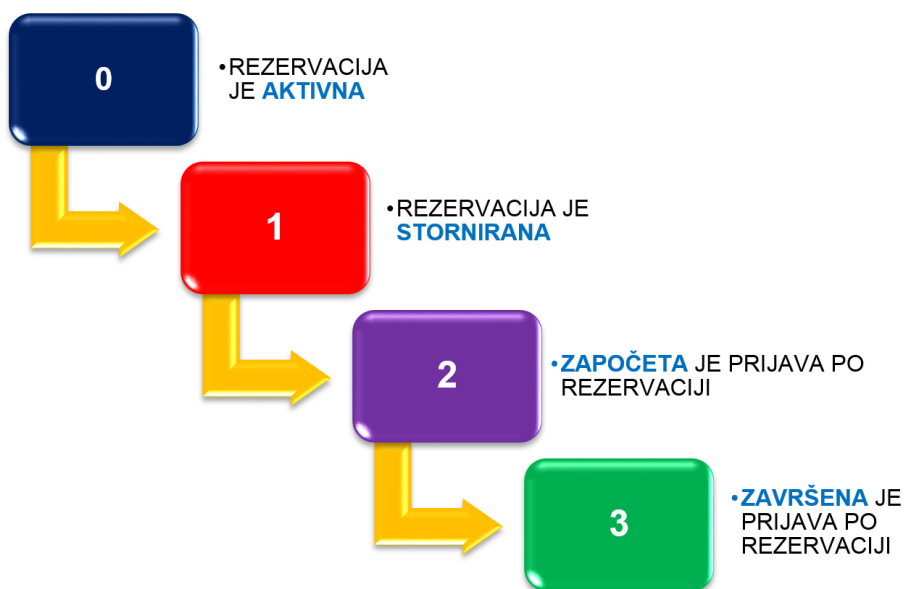 0
•REZERVACIJA
JE AKTIVNA
1
•REZERVACIJA JE
STORNIRANA
2
•ZAPOČETA JE PRIJAVA PO
REZERVACIJI
3
•ZAVRŠENA JE
PRIJAVA PO
REZERVACIJI